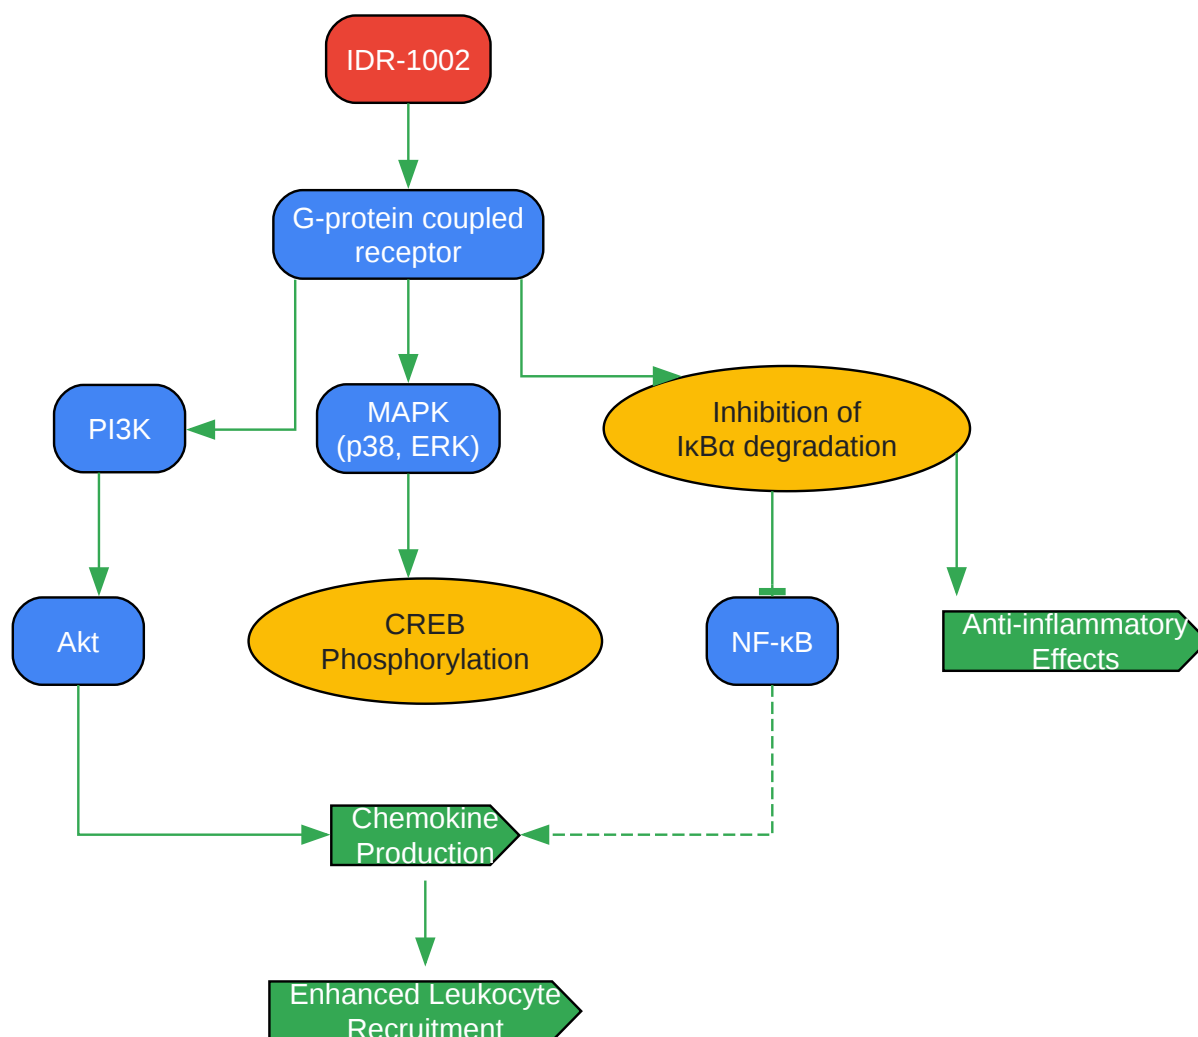 IDR-1002
G-protein coupled
receptor
PI3K
MAPK
(p38, ERK)
Inhibition of
IκBα degradation
Akt
CREB
Phosphorylation
NF-κB
Anti-inflammatory
Effects
Chemokine
Production
Enhanced Leukocyte
Recruitment